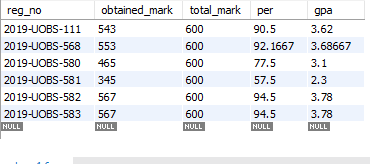 reg_no obtained_mark total_mark per gpa
2019-UOBS-111 543 600 90.5 3.62
2019-UOBS-568 553 600 92.1667 3.68667
2019-UOBS-580 465 600 77.5 3.1
2019-UOBS-581 345 600 57.5 2.3
2019-UOBS-582 567 600 94.5 3.78
2019-UOBS-583 567 600 94.5 3.78
NULL NULL NULL NULL NULL